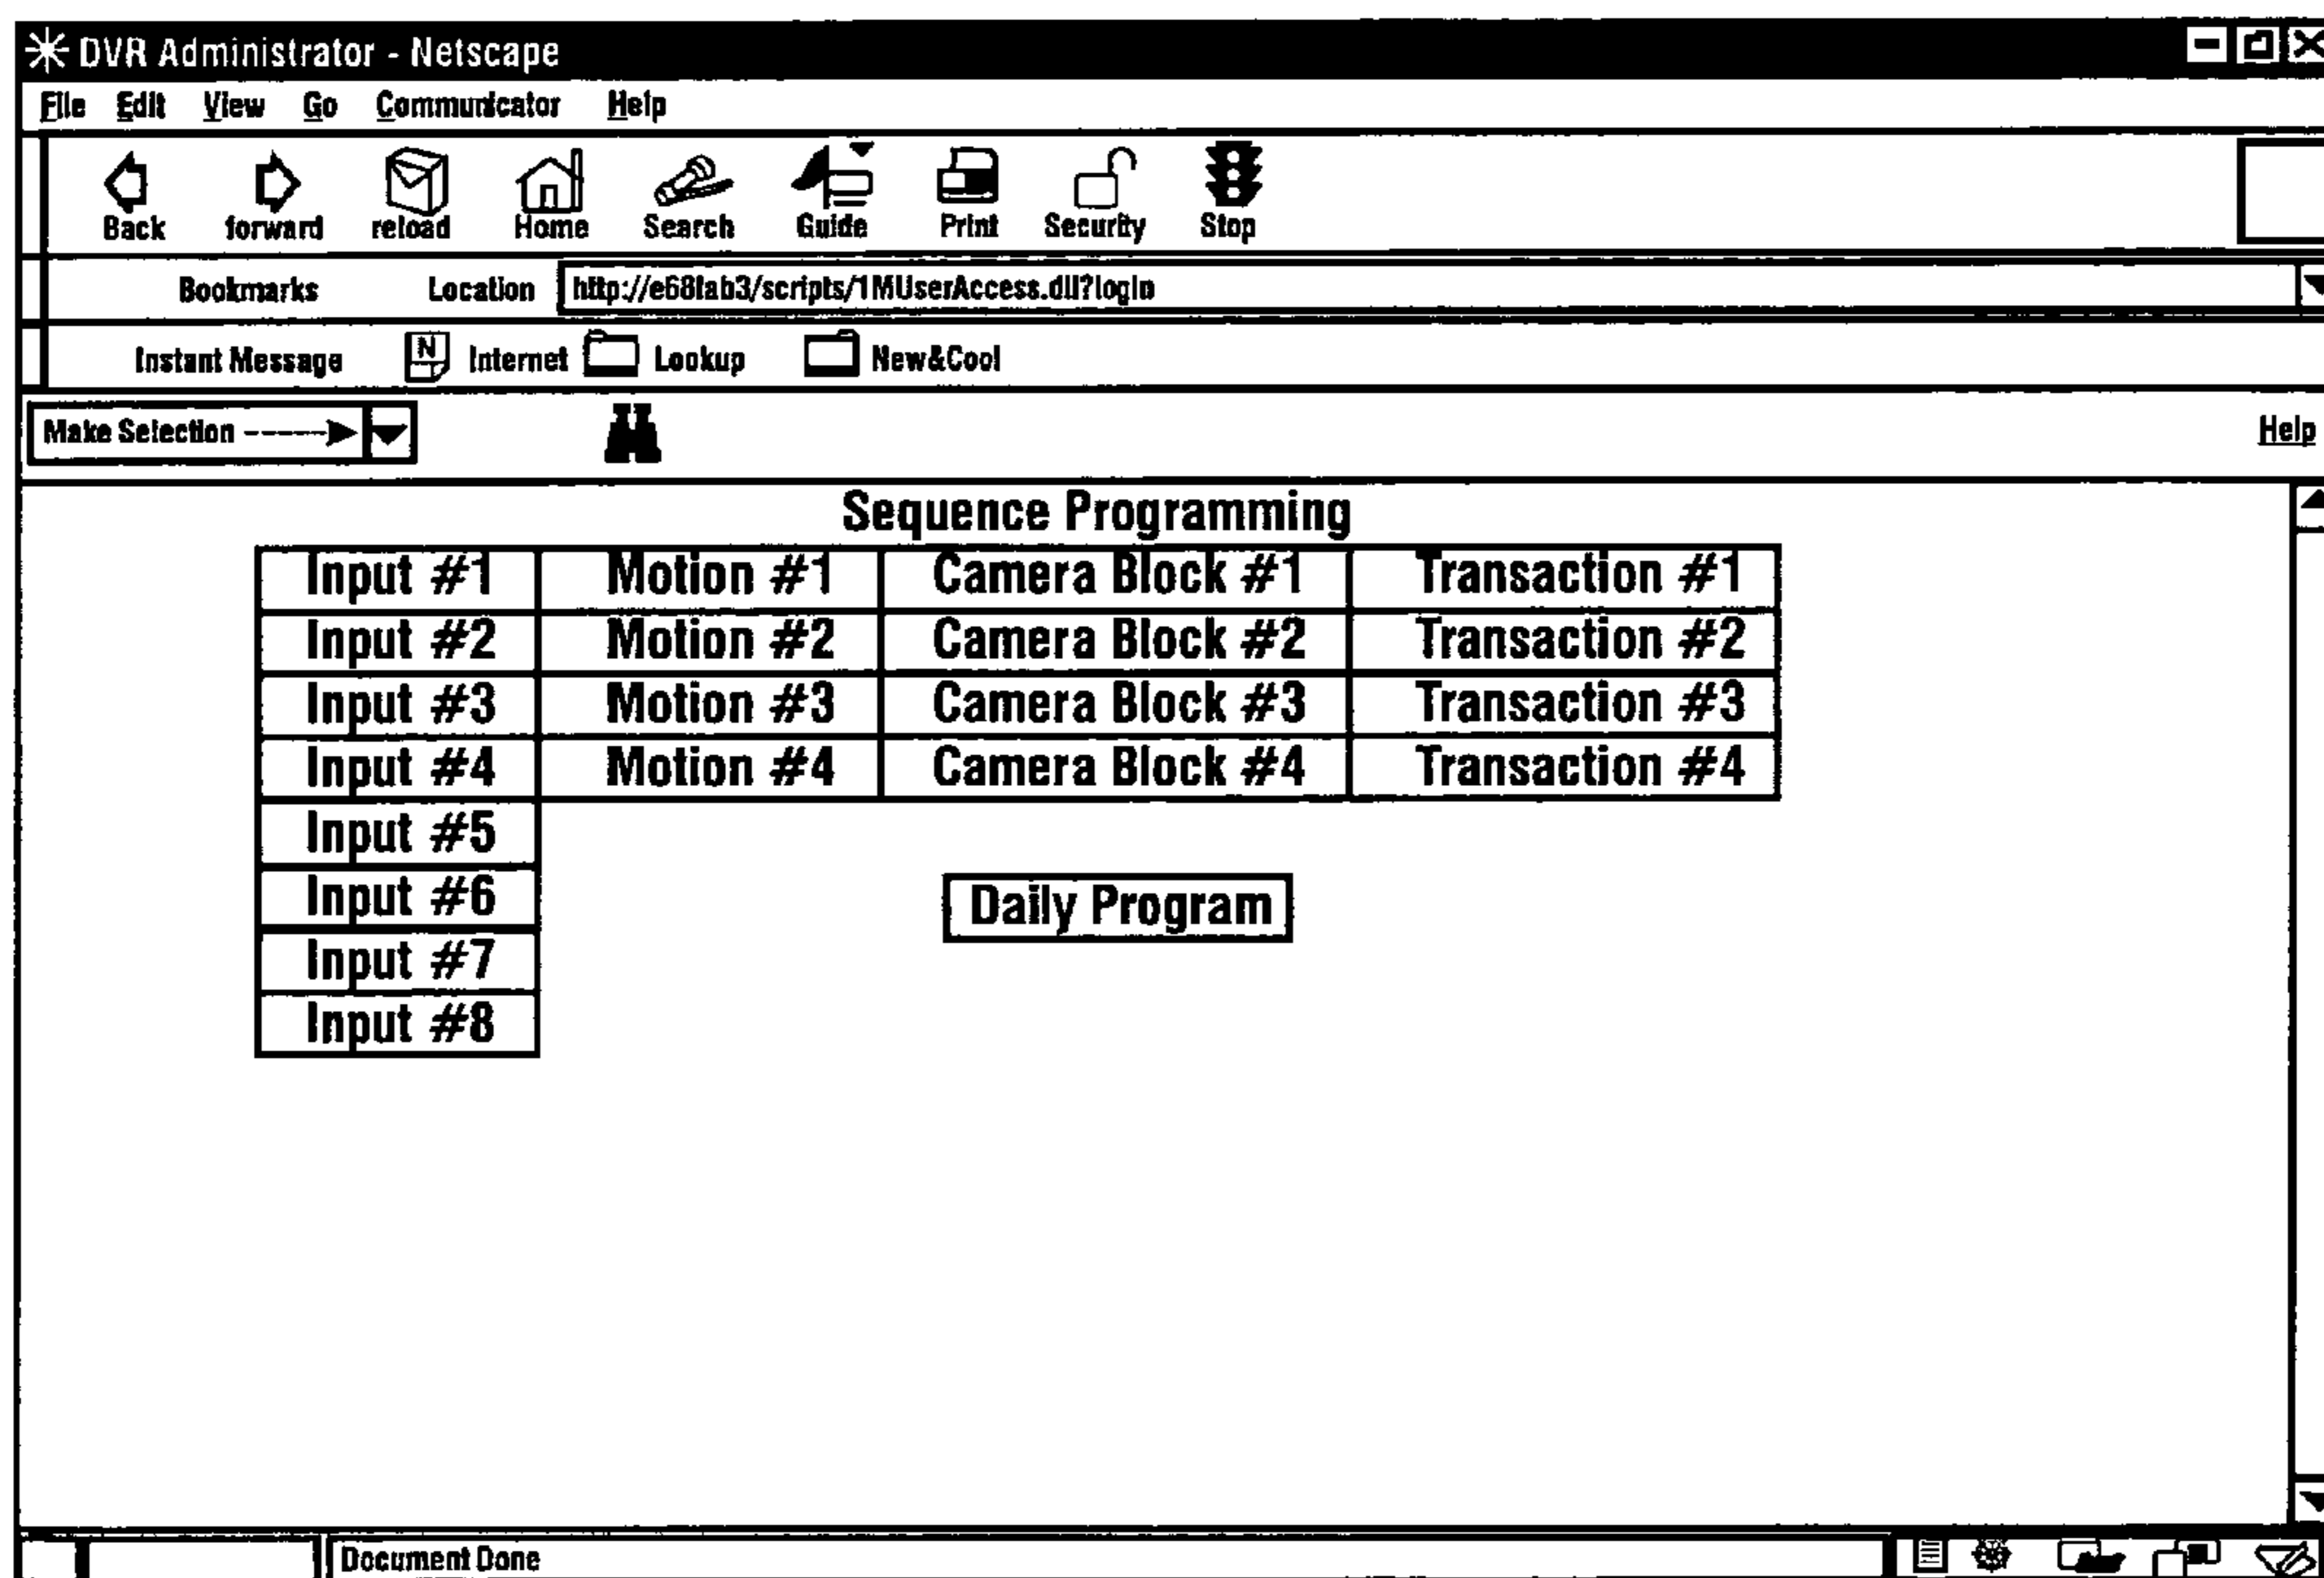 DVR Administrator - Netscape
File Edit View Go Communicator Help
Back forward reload Home Search Guide Print Security Stop
Bookmarks Location http://e68lab3/scripts/1MUserAccess.dll?login
Instant Message N Internet Lookup New&Cool
Make Selection -----> Help
Sequence Programming
Input #1 Motion #1 Camera Block #1 Transaction #1
Input #2 Motion #2 Camera Block #2 Transaction #2
Input #3 Motion #3 Camera Block #3 Transaction #3
Input #4 Motion #4 Camera Block #4 Transaction #4
Input #5
Input #6
Daily Program
Input #7
Input #8
Document Done